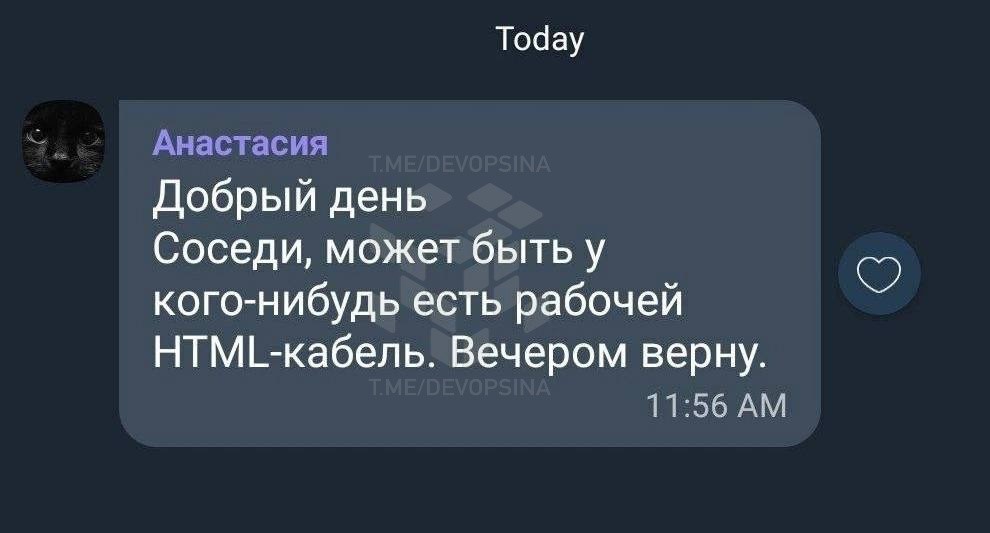 Today
Анастасия
T.ME/DEVOPSINA
Добрый день
Соседи, может быть у
кого-нибудь есть рабочей
HTML-кабель. Вечером верну.
T.ME/DEVOPSINA
11:56 AM